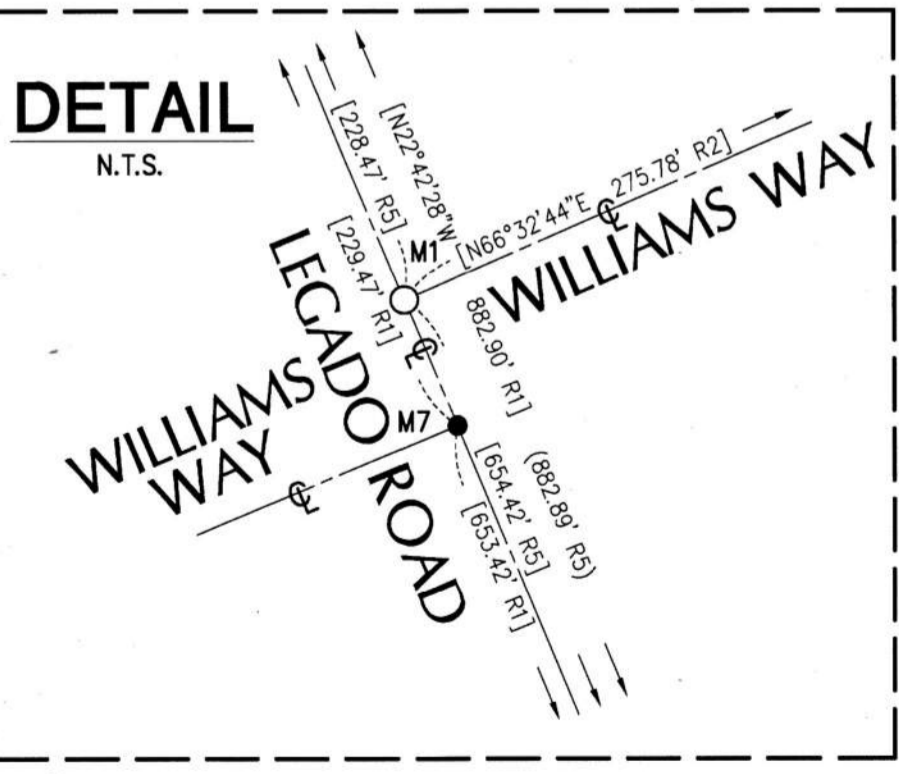 DETAIL
N.T.S.
[228.47' R5]
[N22°42'28"W
[229.47' R1]
M1
[N66°32'44"E 275.78' R2]
℄
WILLIAMS WAY
882.90' R1]
LEGADO ROAD
℄
WILLIAMS
WAY
℄
M7
[654.42' R5]
(882.89' R5)
[653.42' R1]